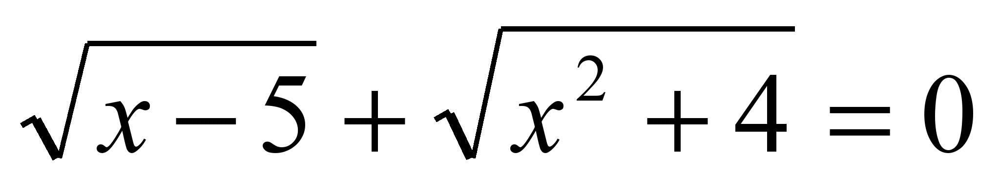 √(x − 5) + √(x² + 4) = 0